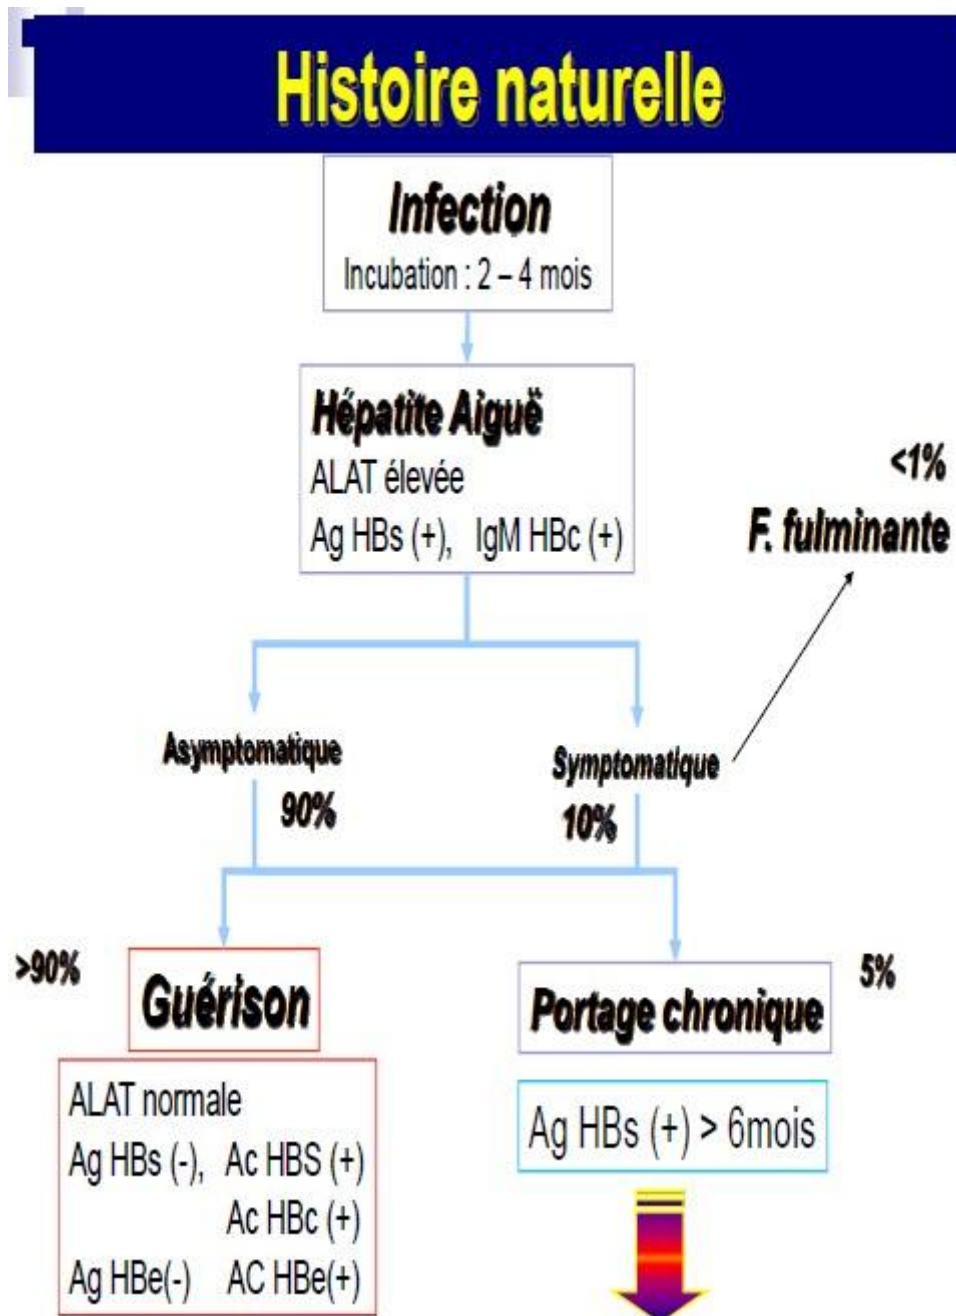 Histoire naturelle
Infection
Incubation : 2 – 4 mois
Hépatite Aiguë
ALAT élevée
Ag HBs (+), IgM HBc (+)
<1%
F. fulminante
Asymptomatique
90%
Symptomatique
10%
>90%
Guérison
5%
Portage chronique
ALAT normale
Ag HBs (-), Ac HBS (+)
Ac HBc (+)
Ag HBe(-) AC HBe(+)
Ag HBs (+) > 6mois